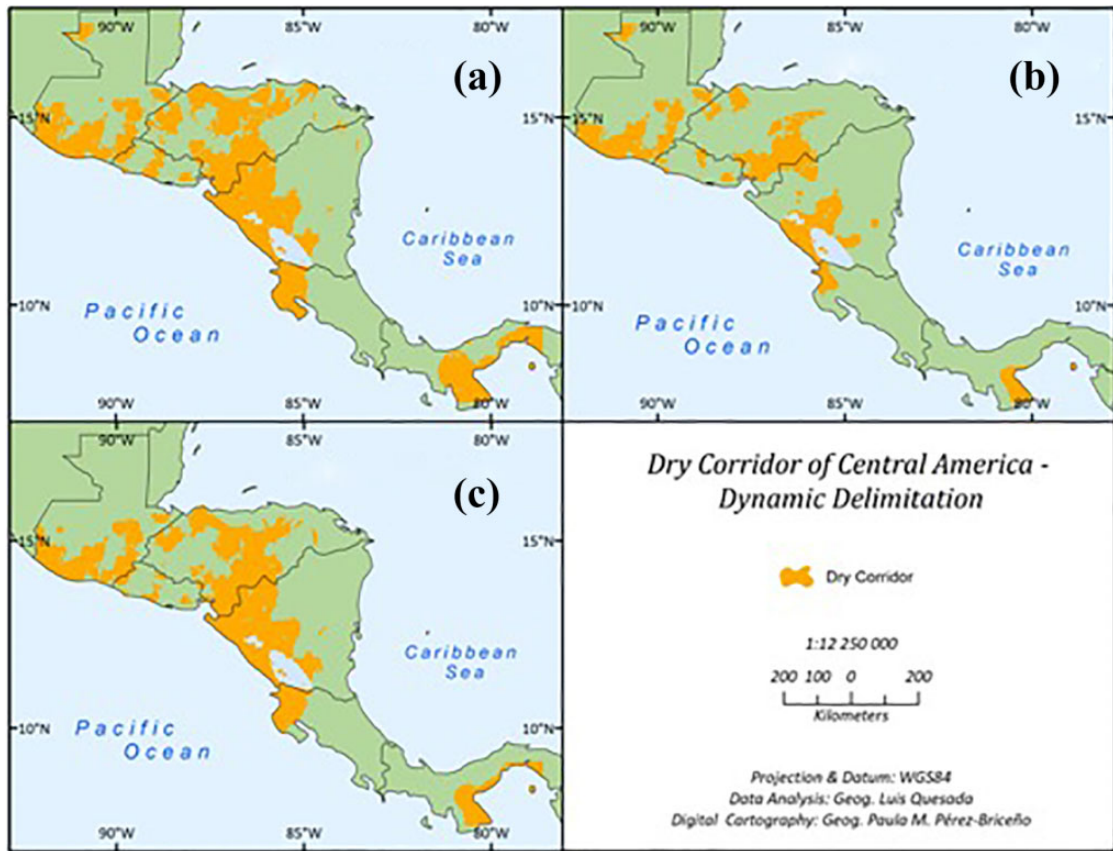 90°W 85°W 80°W
(a)
15°N 15°N
Caribbean
Sea
10°N 10°N
Pacific
Ocean
90°W 85°W 80°W
90°W 85°W 80°W
(b)
15°N 15°N
Caribbean
Sea
10°N 10°N
Pacific
Ocean
90°W 85°W 80°W
90°W 85°W 80°W
(c)
15°N 15°N
Caribbean
Sea
10°N 10°N
Pacific
Ocean
90°W 85°W 80°W
Dry Corridor of Central America -
Dynamic Delimitation
Dry Corridor
1:12 250 000
200 100 0 200
Kilometers
Projection & Datum: WGS84
Data Analysis: Geog. Luis Quesada
Digital Cartography: Geog. Paula M. Pérez-Briceño